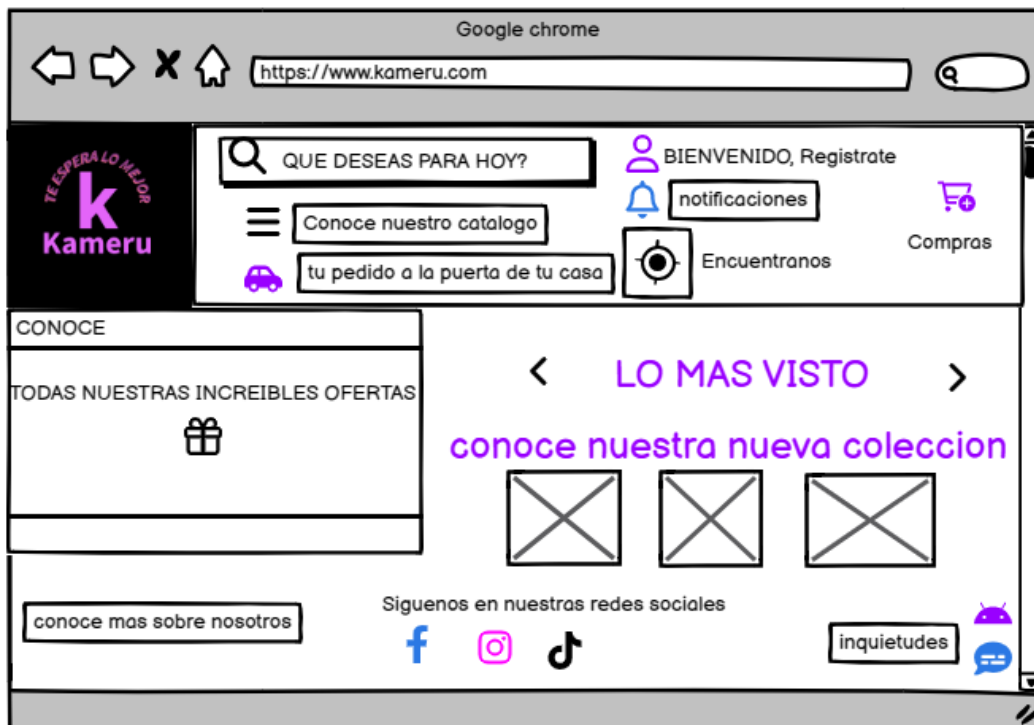 Google chrome
https://www.kameru.com
TE ESPERA LO MEJOR
k
Kameru
QUE DESEAS PARA HOY?
BIENVENIDO, Registrate
Conoce nuestro catalogo
notificaciones
Compras
tu pedido a la puerta de tu casa
Encuentranos
CONOCE
TODAS NUESTRAS INCREIBLES OFERTAS
LO MAS VISTO
conoce nuestra nueva coleccion
conoce mas sobre nosotros
Siguenos en nuestras redes sociales
inquietudes